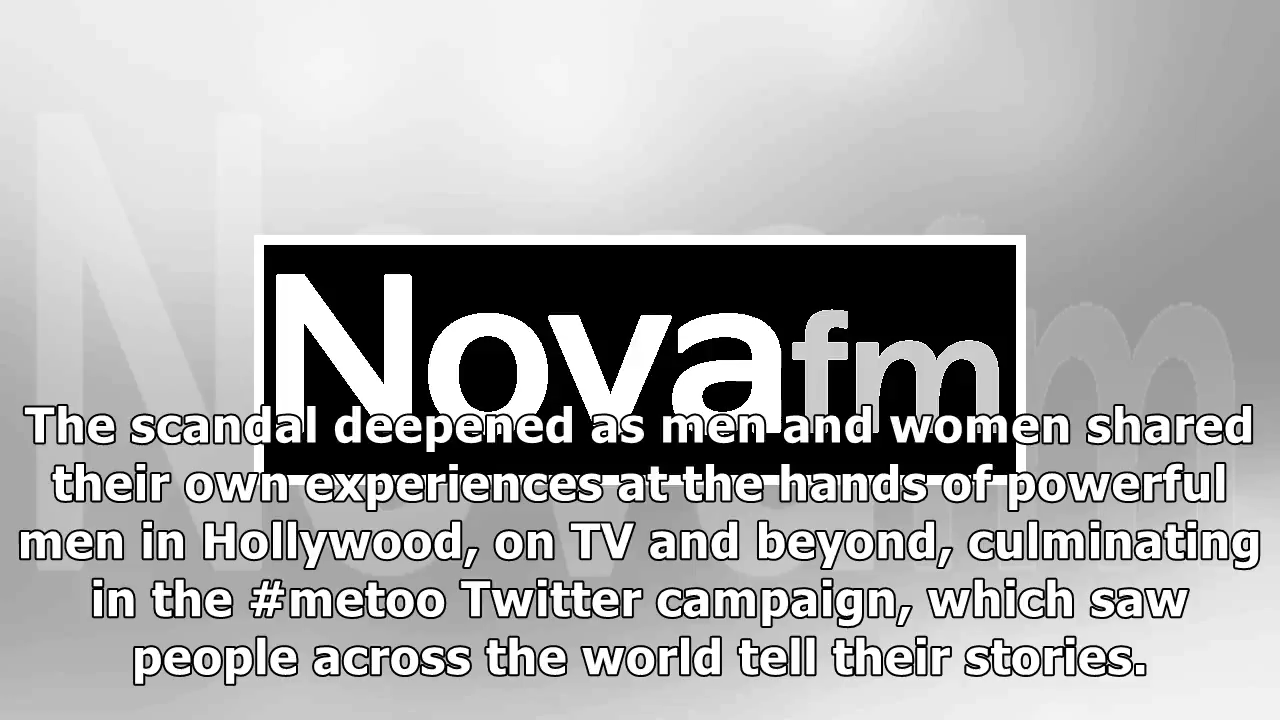 Novafm
The scandal deepened as men and women shared
their own experiences at the hands of powerful
men in Hollywood, on TV and beyond, culminating
in the #metoo Twitter campaign, which saw
people across the world tell their stories.